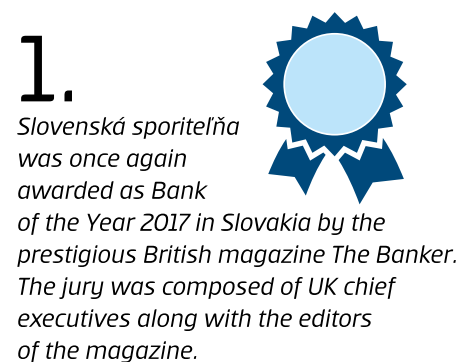 1.
Slovenská sporiteľňa
was once again
awarded as Bank
of the Year 2017 in Slovakia by the
prestigious British magazine The Banker.
The jury was composed of UK chief
executives along with the editors
of the magazine.